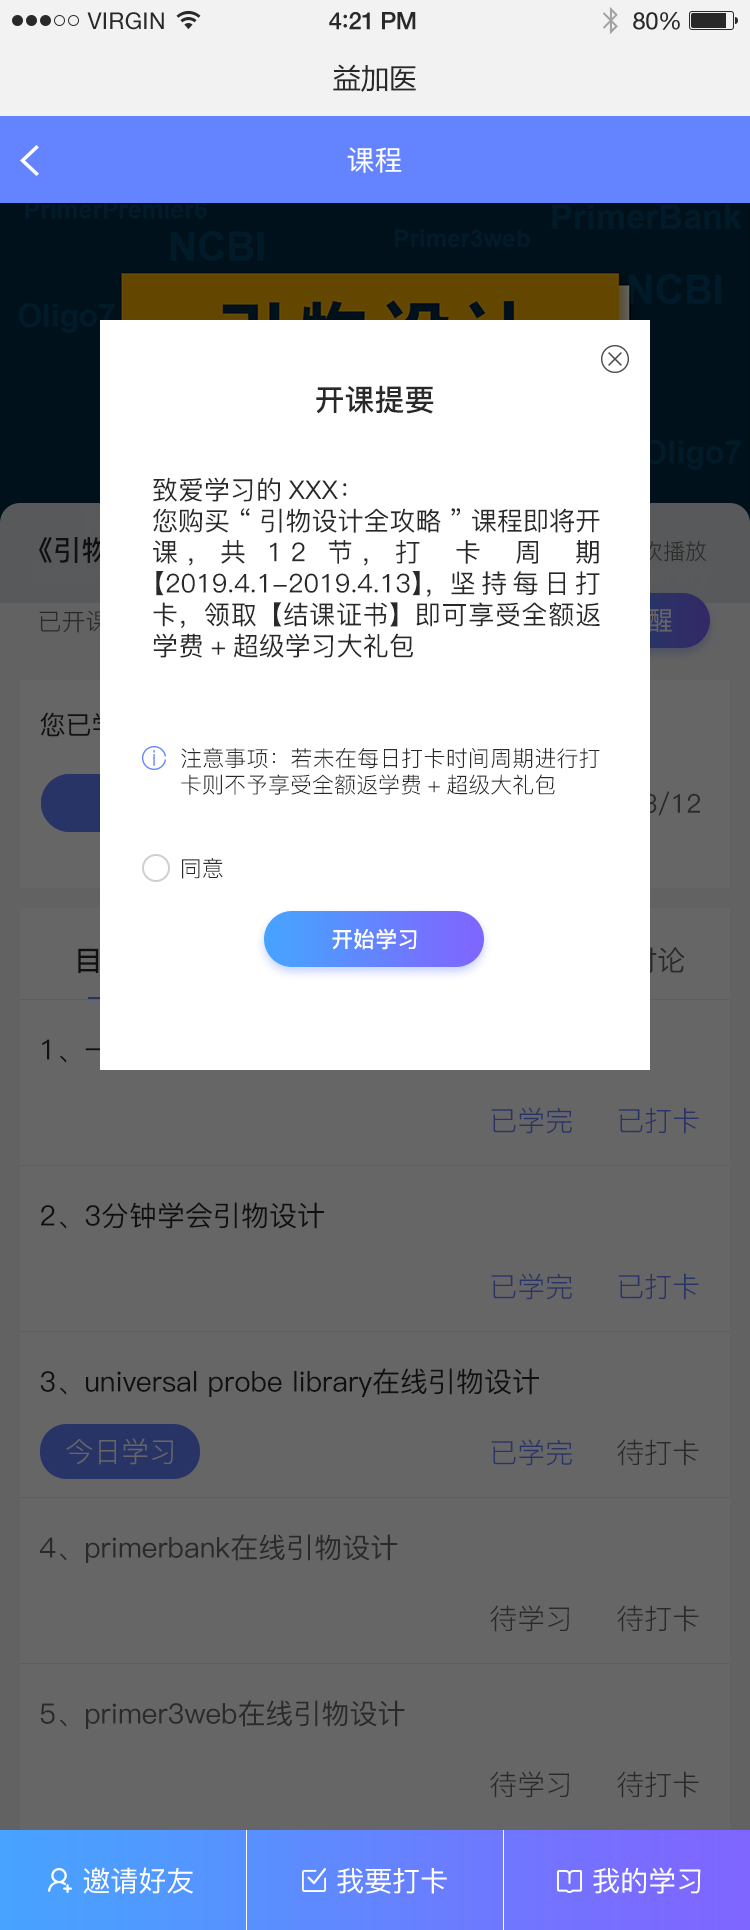 VIRGIN 4:21 PM 80%
益加医
课程
PrimerPremier6
PrimerBank
NCBI
Primer3web
NCBI
Oligo7
引物设计
Oligo7
开课提要
致爱学习的 XXX：
您购买“引物设计全攻略”课程即将开
课，共12节，打卡周期
【2019.4.1-2019.4.13】，坚持每日打
卡，领取【结课证书】即可享受全额返
学费+超级学习大礼包
《引物
播放
已开课
醒
注意事项：若未在每日打卡时间周期进行打
卡则不予享受全额返学费+超级大礼包
您已学
/12
同意
开始学习
目
讨论
1、一
已学完 已打卡
2、3分钟学会引物设计
已学完 已打卡
3、universal probe library在线引物设计
今日学习 已学完 待打卡
4、primerbank在线引物设计
待学习 待打卡
5、primer3web在线引物设计
待学习 待打卡
邀请好友 我要打卡 我的学习